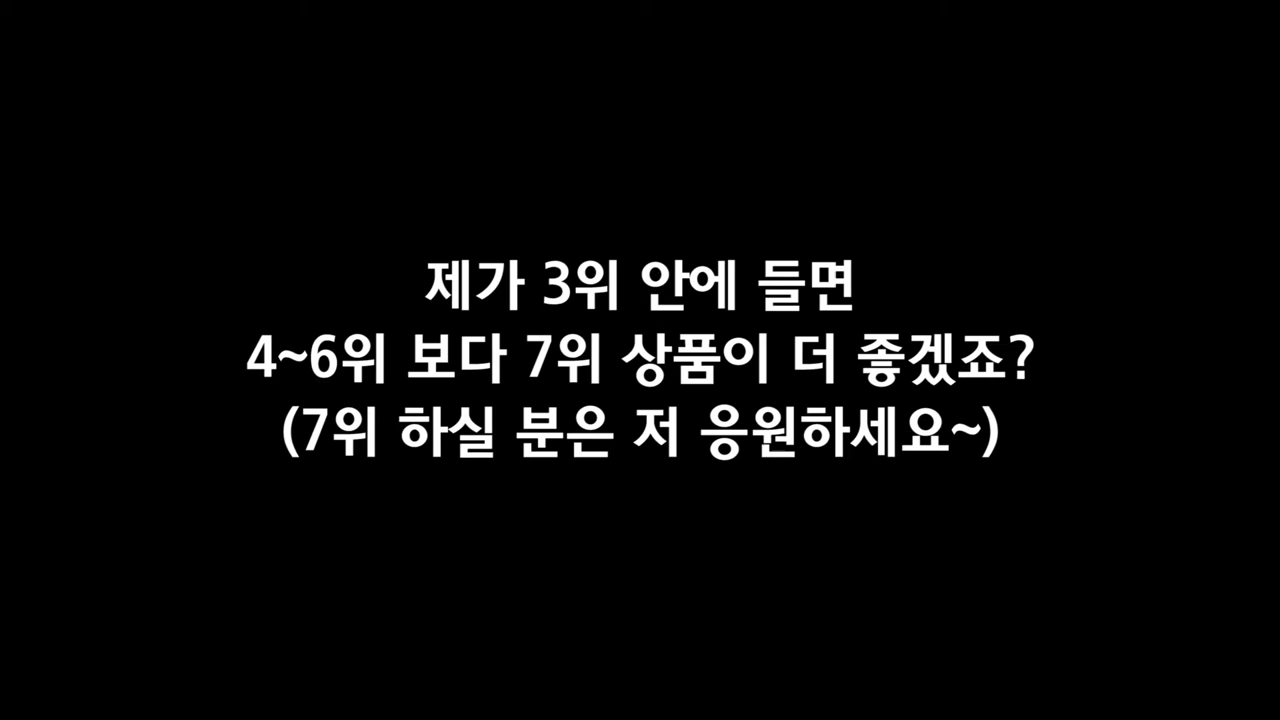 제가 3위 안에 들면
4~6위 보다 7위 상품이 더 좋겠죠?
(7위 하실 분은 저 응원하세요~)